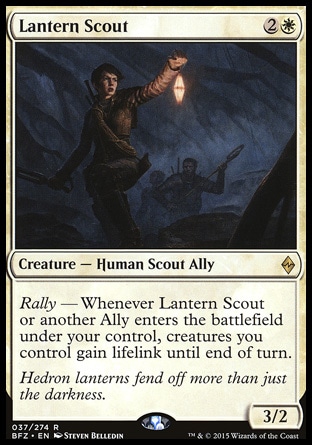 Lantern Scout 2
Creature — Human Scout Ally
Rally — Whenever Lantern Scout
or another Ally enters the battlefield
under your control, creatures you
control gain lifelink until end of turn.
Hedron lanterns fend off more than just
the darkness.
037/274 R
BFZ • EN Steven Belledin
™ & © 2015 Wizards of the Coast
3/2